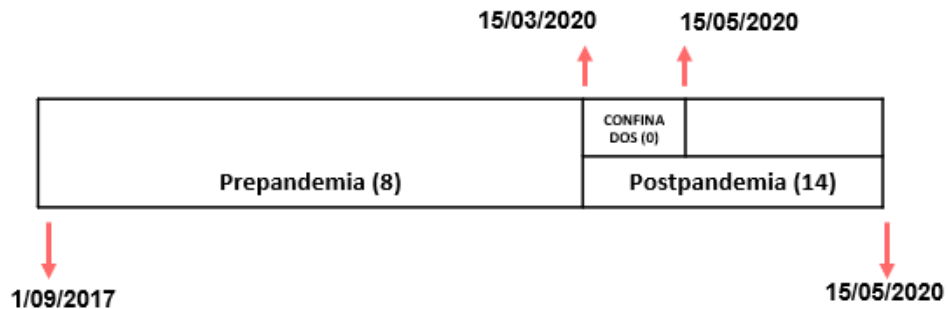 15/03/2020 15/05/2020
CONFINA
DOS (0)
Prepandemia (8) Postpandemia (14)
1/09/2017 15/05/2020